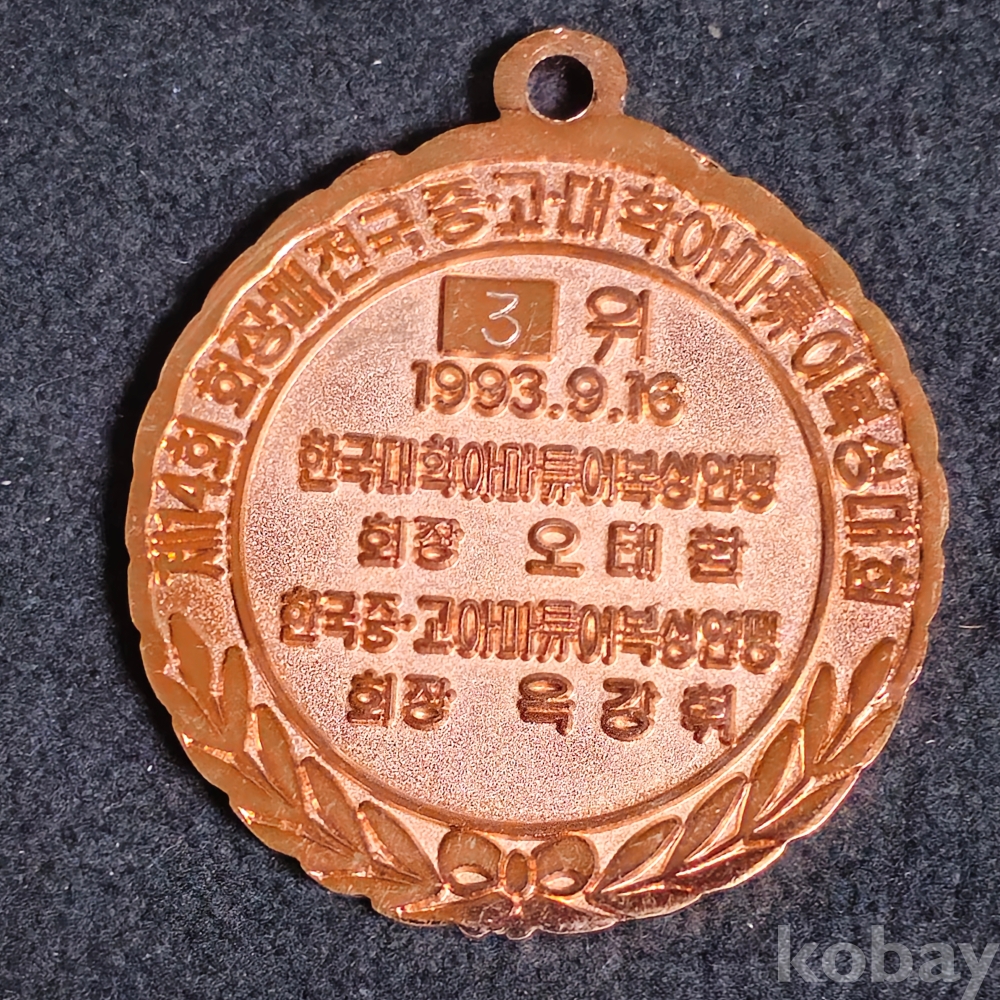 제14회 회장배 전국 중·고·대학 아마튜어복싱대회
3 위
1993.9.16
한국대학아마튜어복싱연맹
회장 오태환
한국중·고아마튜어복싱연맹
회장 옥강혁
kobay